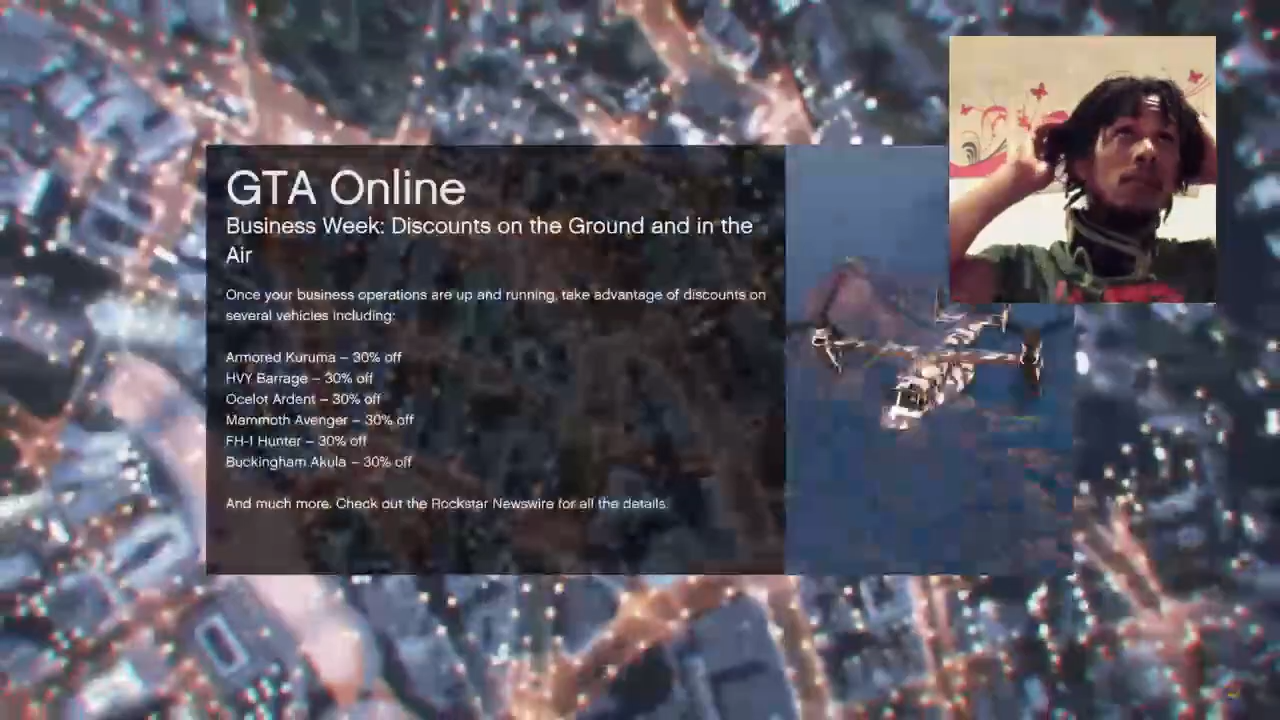 GTA Online
Business Week: Discounts on the Ground and in the
Air
Once your business operations are up and running, take advantage of discounts on
several vehicles including:
Armored Kuruma – 30% off
HVY Barrage – 30% off
Ocelot Ardent – 30% off
Mammoth Avenger – 30% off
FH-1 Hunter – 30% off
Buckingham Akula – 30% off
And much more. Check out the Rockstar Newswire for all the details.